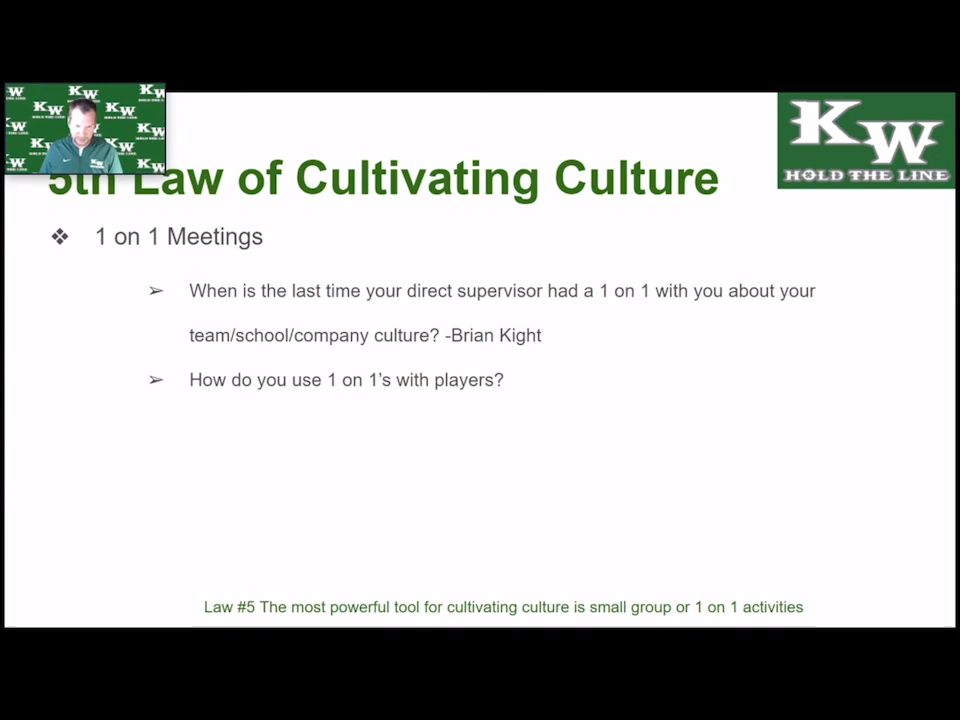 KW
HOLD THE LINE
5th Law of Cultivating Culture
❖ 1 on 1 Meetings
➢ When is the last time your direct supervisor had a 1 on 1 with you about your
team/school/company culture? -Brian Kight
➢ How do you use 1 on 1's with players?
Law #5 The most powerful tool for cultivating culture is small group or 1 on 1 activities